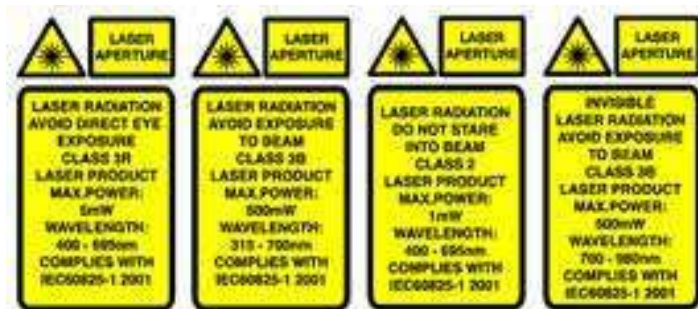 LASER
APERTURE
LASER RADIATION
AVOID DIRECT EYE
EXPOSURE
CLASS 3R
LASER PRODUCT
MAX.POWER:
5mW
WAVELENGTH:
400 - 695nm
COMPLIES WITH
IEC60825-1 2001
LASER
APERTURE
LASER RADIATION
AVOID EXPOSURE
TO BEAM
CLASS 3B
LASER PRODUCT
MAX.POWER:
500mW
WAVELENGTH:
315 - 700nm
COMPLIES WITH
IEC60825-1 2001
LASER
APERTURE
LASER RADIATION
DO NOT STARE
INTO BEAM
CLASS 2
LASER PRODUCT
MAX.POWER:
1mW
WAVELENGTH:
400 - 695nm
COMPLIES WITH
IEC60825-1 2001
LASER
APERTURE
INVISIBLE
LASER RADIATION
AVOID EXPOSURE
TO BEAM
CLASS 3B
LASER PRODUCT
MAX.POWER:
500mW
WAVELENGTH:
700 - 980nm
COMPLIES WITH
IEC60825-1 2001